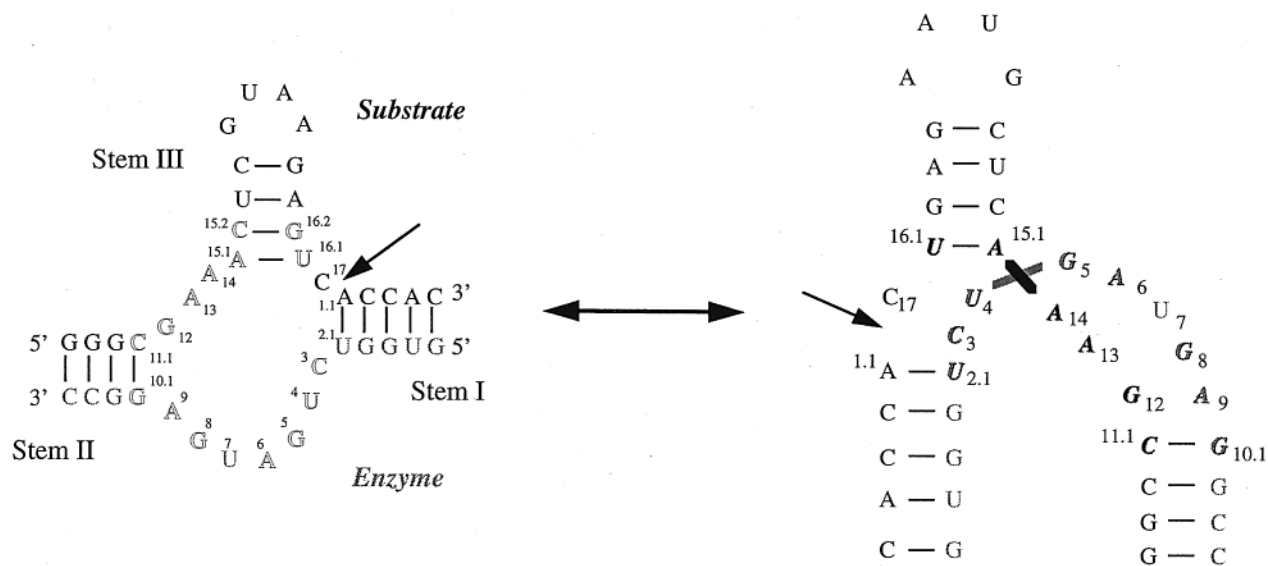 U A
G A Substrate
Stem III
C — G
U — A
15.2 C — G 16.2
15.1 A — U 16.1
A 14
C 17
A 13
1.1 A C C A C 3’
5’ G G G C G 12
11.1
2.1 U G G U G 5’
3 C
10.1
3’ C C G G
A 9
4 U
Stem I
Stem II
G 8 U 7 A 6 G 5
Enzyme
A U
A G
G — C
A — U
G — C
16.1 U — A 15.1
G 5 A 6
C 17 U 4
U 7
A 14
C 3
A 13 G 8
1.1 A — U 2.1
G 12 A 9
C — G
11.1 C — G 10.1
C — G
C — G
A — U
G — C
C — G
G — C